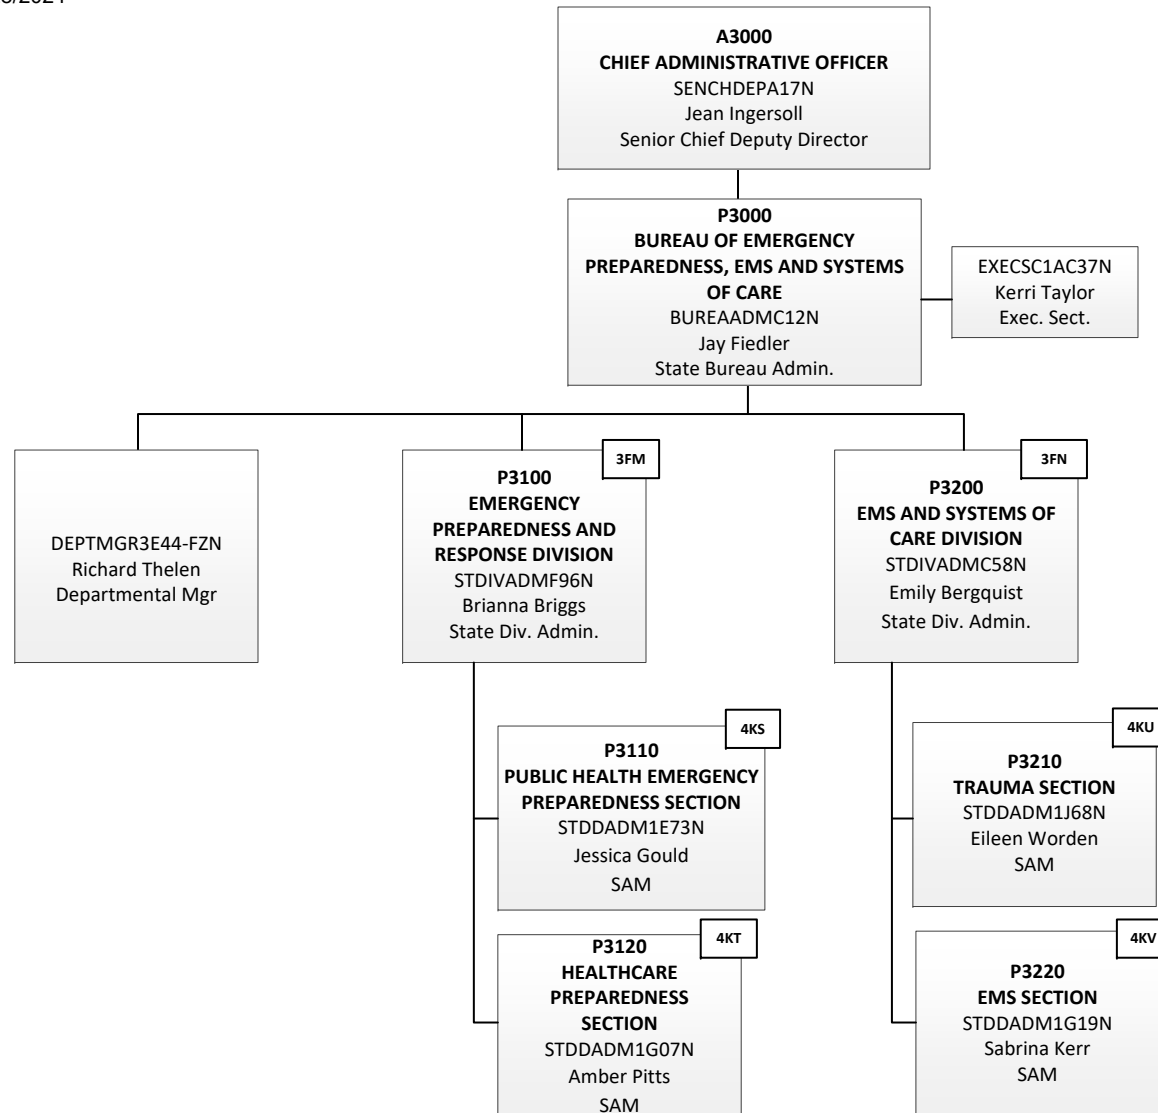 A3000
CHIEF ADMINISTRATIVE OFFICER
SENCHDEPA17N
Jean Ingersoll
Senior Chief Deputy Director
P3000
BUREAU OF EMERGENCY
PREPAREDNESS, EMS AND SYSTEMS
OF CARE
BUREAADMC12N
Jay Fiedler
State Bureau Admin.
EXECSC1AC37N
Kerri Taylor
Exec. Sect.
DEPTMGR3E44-FZN
Richard Thelen
Departmental Mgr
3FM
P3100
EMERGENCY
PREPAREDNESS AND
RESPONSE DIVISION
STDIVADMF96N
Brianna Briggs
State Div. Admin.
3FN
P3200
EMS AND SYSTEMS OF
CARE DIVISION
STDIVADMC58N
Emily Bergquist
State Div. Admin.
4KS
P3110
PUBLIC HEALTH EMERGENCY
PREPAREDNESS SECTION
STDDADM1E73N
Jessica Gould
SAM
4KU
P3210
TRAUMA SECTION
STDDADM1J68N
Eileen Worden
SAM
4KT
P3120
HEALTHCARE
PREPAREDNESS
SECTION
STDDADM1G07N
Amber Pitts
SAM
4KV
P3220
EMS SECTION
STDDADM1G19N
Sabrina Kerr
SAM